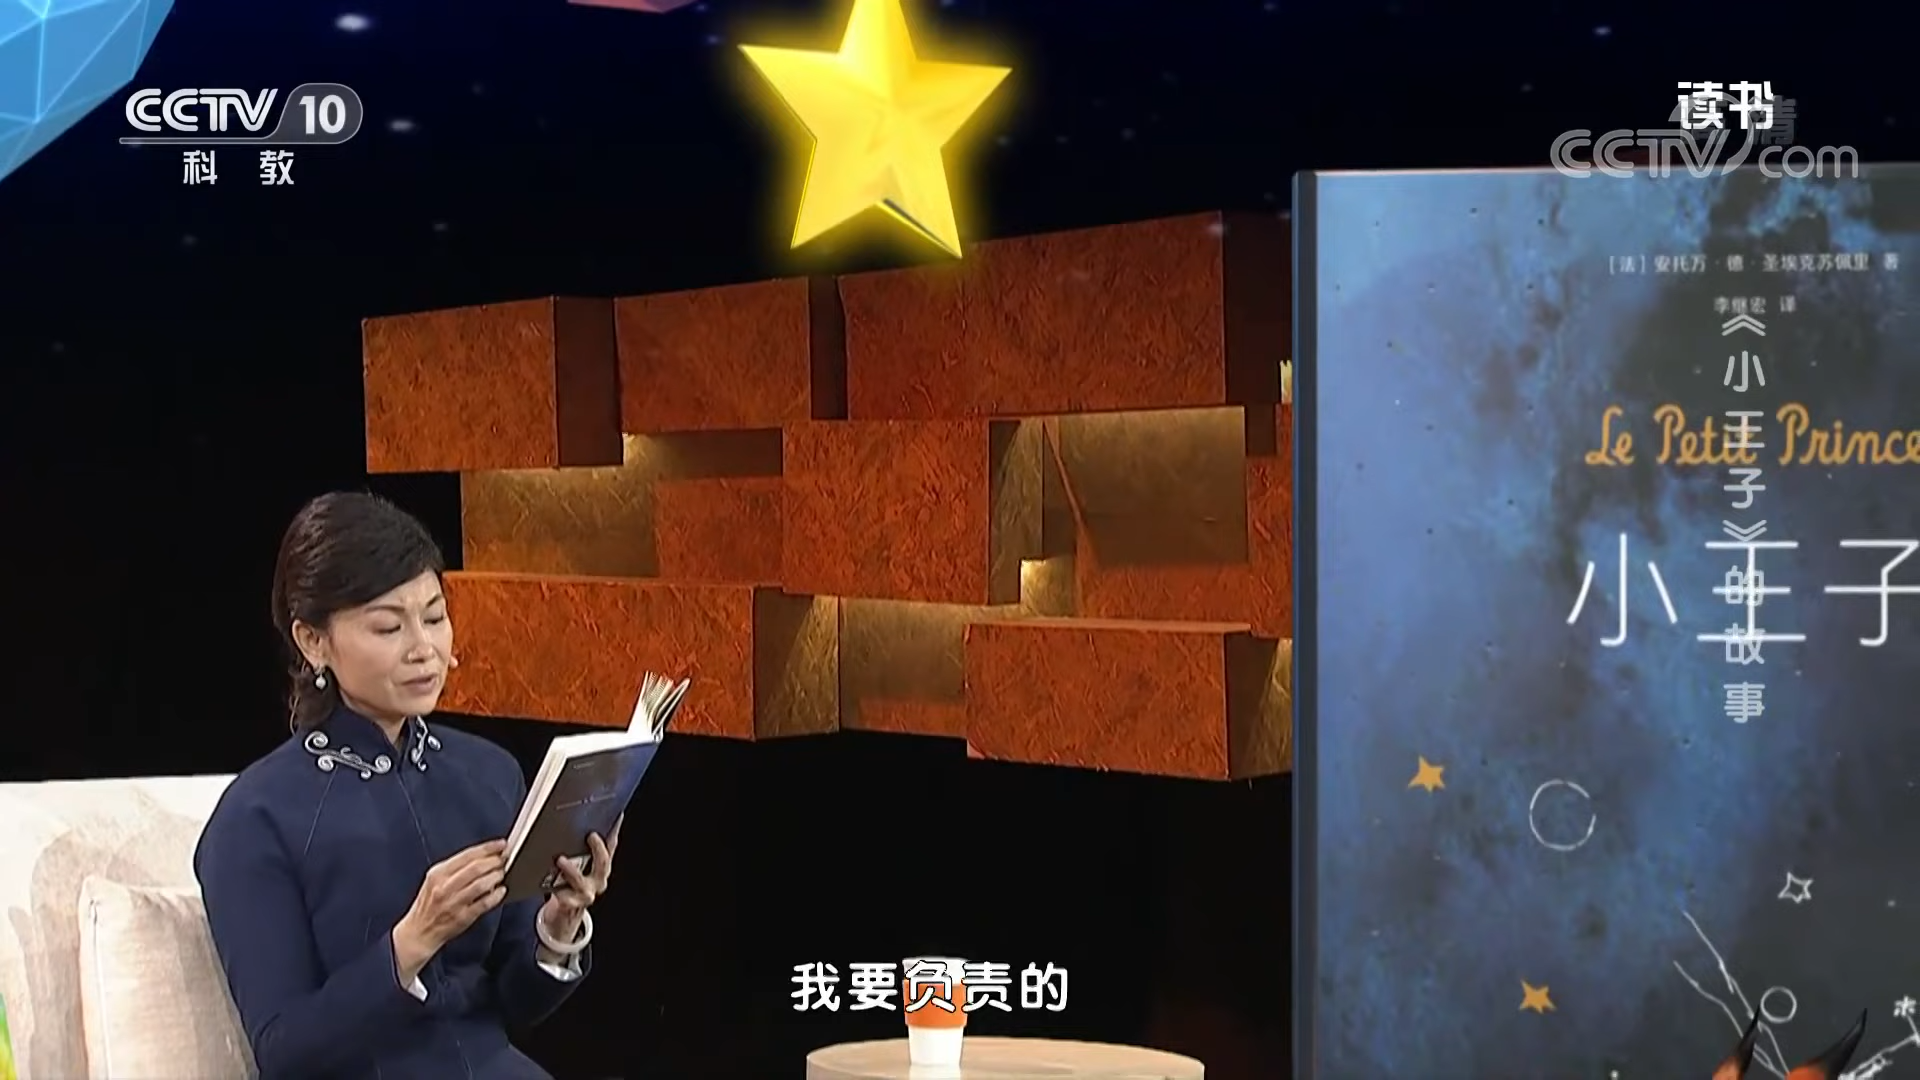 CCTV 10
科 教
读书
CCTV.com
[法] 安托万·德·圣埃克苏佩里 著
李继宏 译
《小王子》的故事
Le Petit Prince
小王子
我要负责的